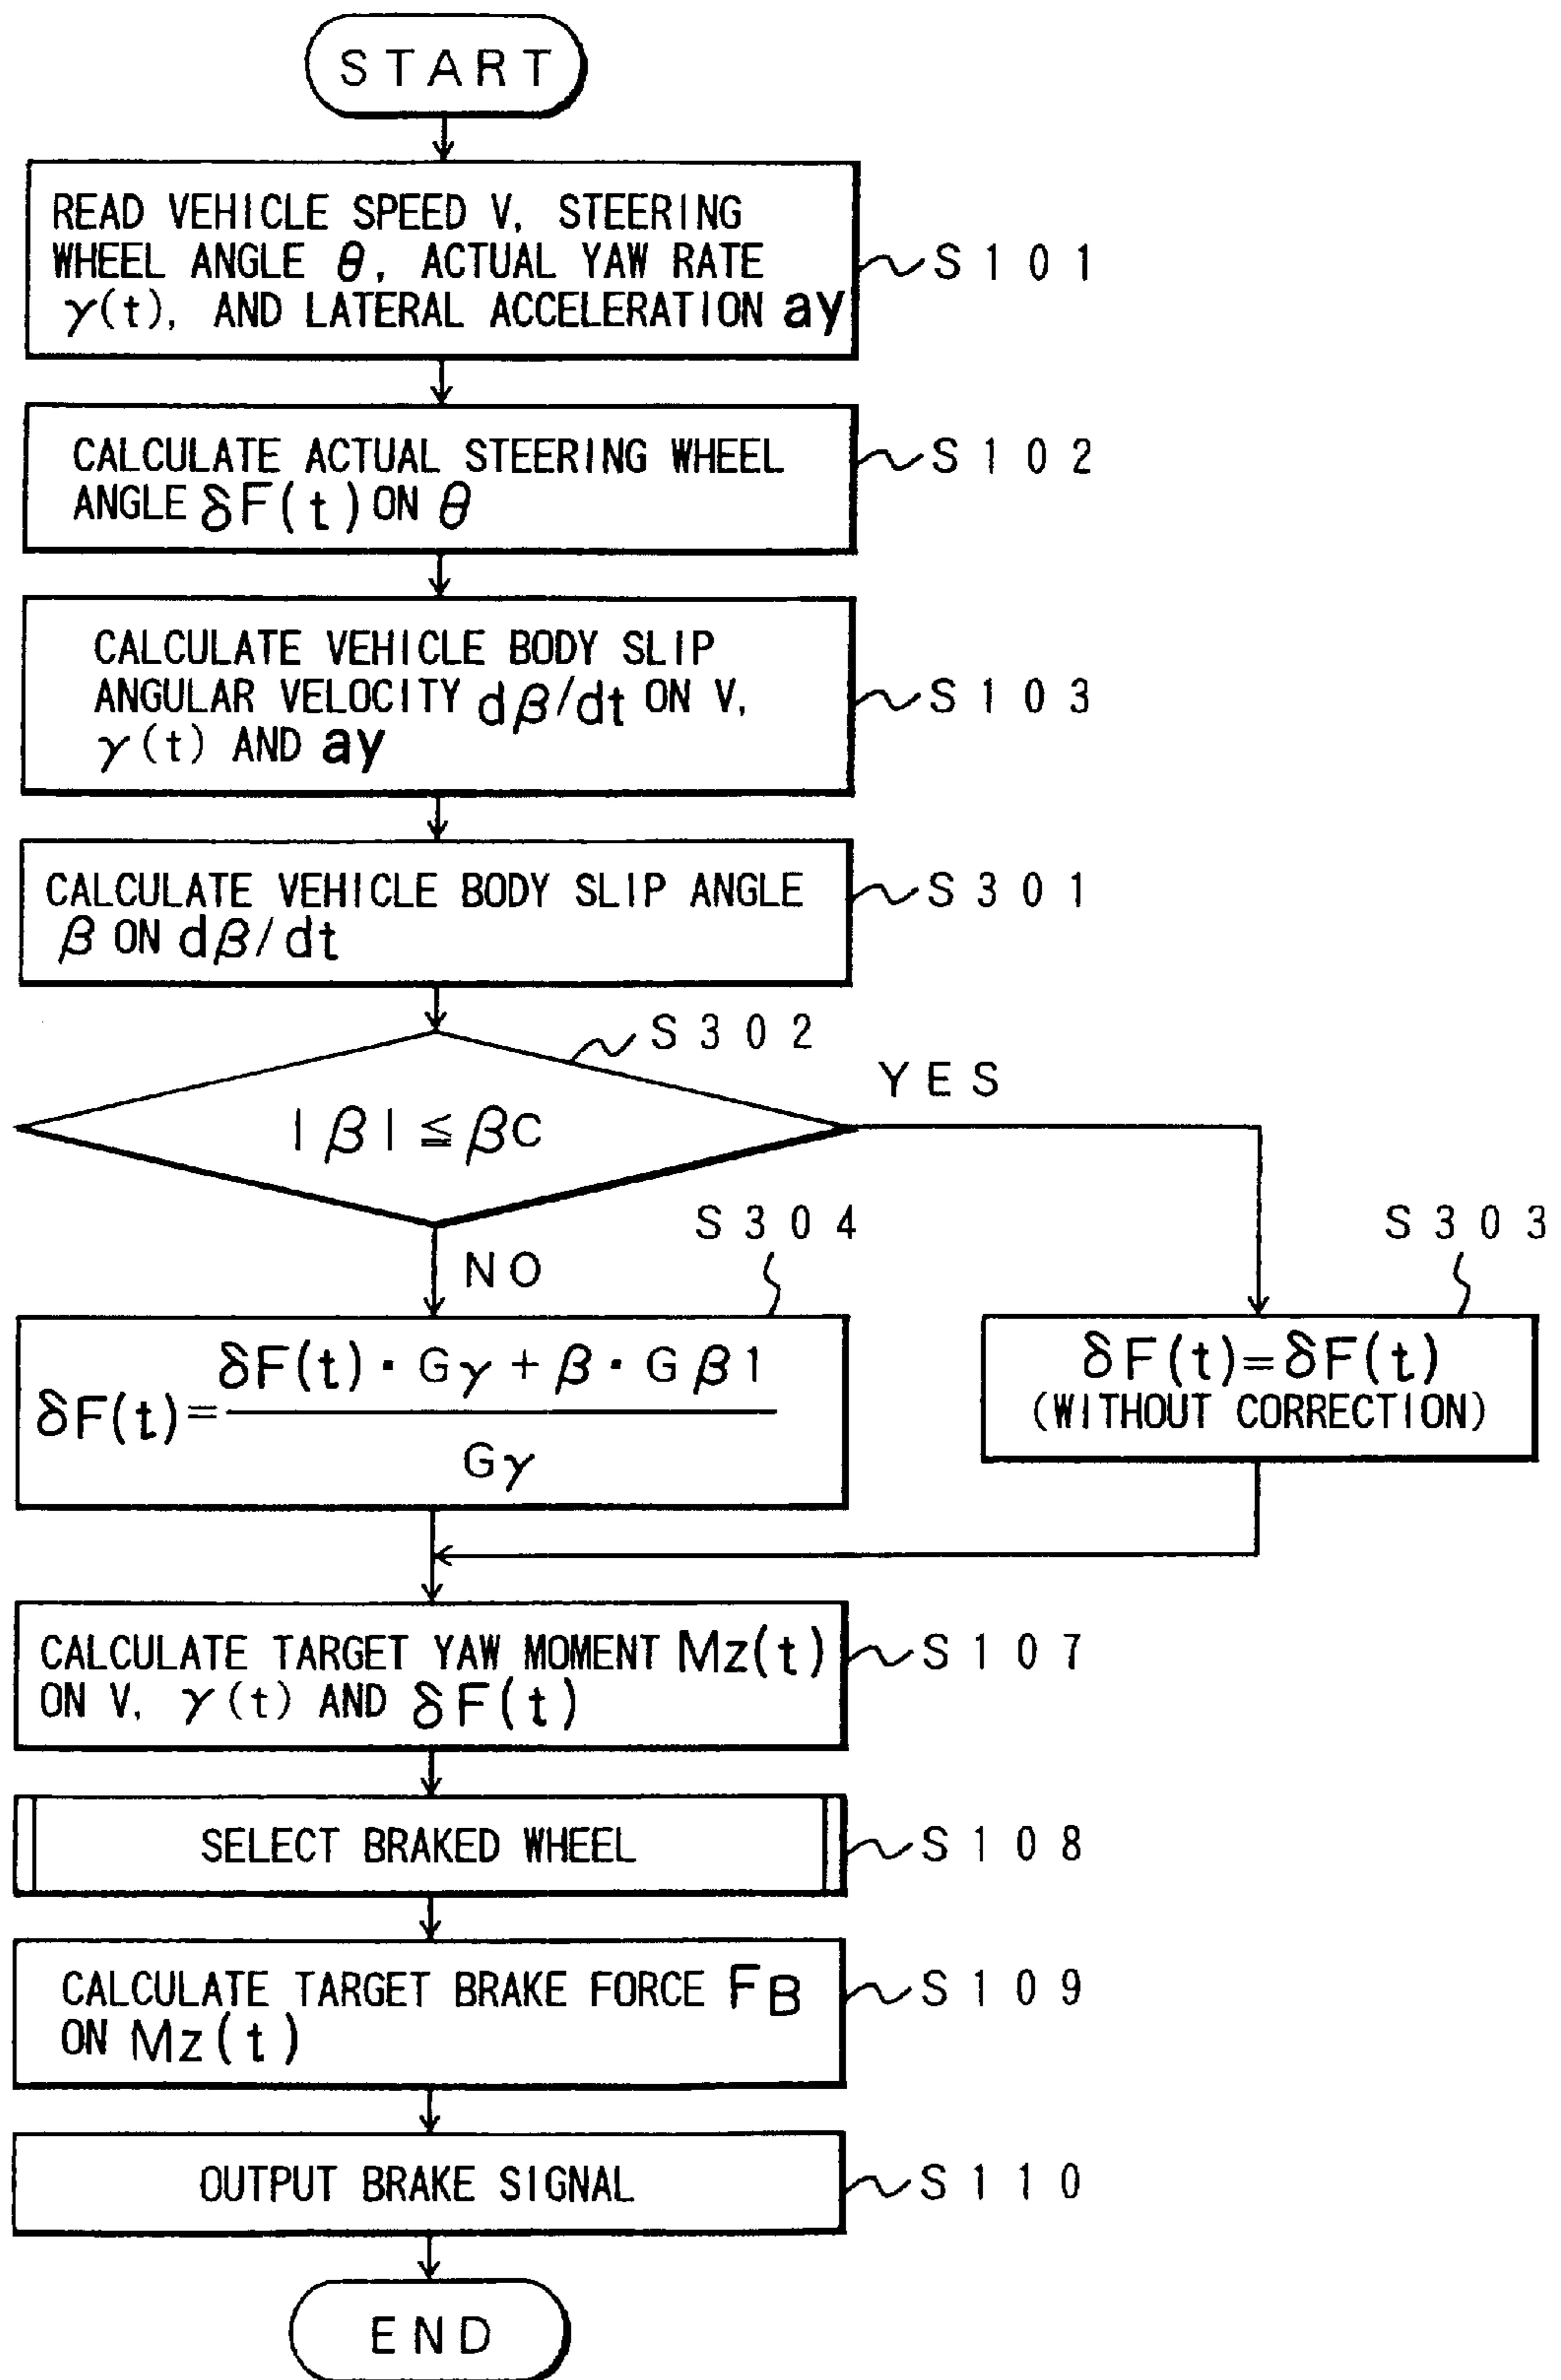 START
READ VEHICLE SPEED V, STEERING
WHEEL ANGLE θ, ACTUAL YAW RATE
γ(t), AND LATERAL ACCELERATION ay
S101
CALCULATE ACTUAL STEERING WHEEL
ANGLE δF(t) ON θ
S102
CALCULATE VEHICLE BODY SLIP
ANGULAR VELOCITY dβ/dt ON V,
γ(t) AND ay
S103
CALCULATE VEHICLE BODY SLIP ANGLE
β ON dβ/dt
S301
S302
|β| ≦ βC
YES
NO
S304
δF(t)·Gγ+β·Gβ1
δF(t)=
Gγ
S303
δF(t)=δF(t)
(WITHOUT CORRECTION)
CALCULATE TARGET YAW MOMENT Mz(t)
ON V, γ(t) AND δF(t)
S107
SELECT BRAKED WHEEL
S108
CALCULATE TARGET BRAKE FORCE FB
ON Mz(t)
S109
OUTPUT BRAKE SIGNAL
S110
END